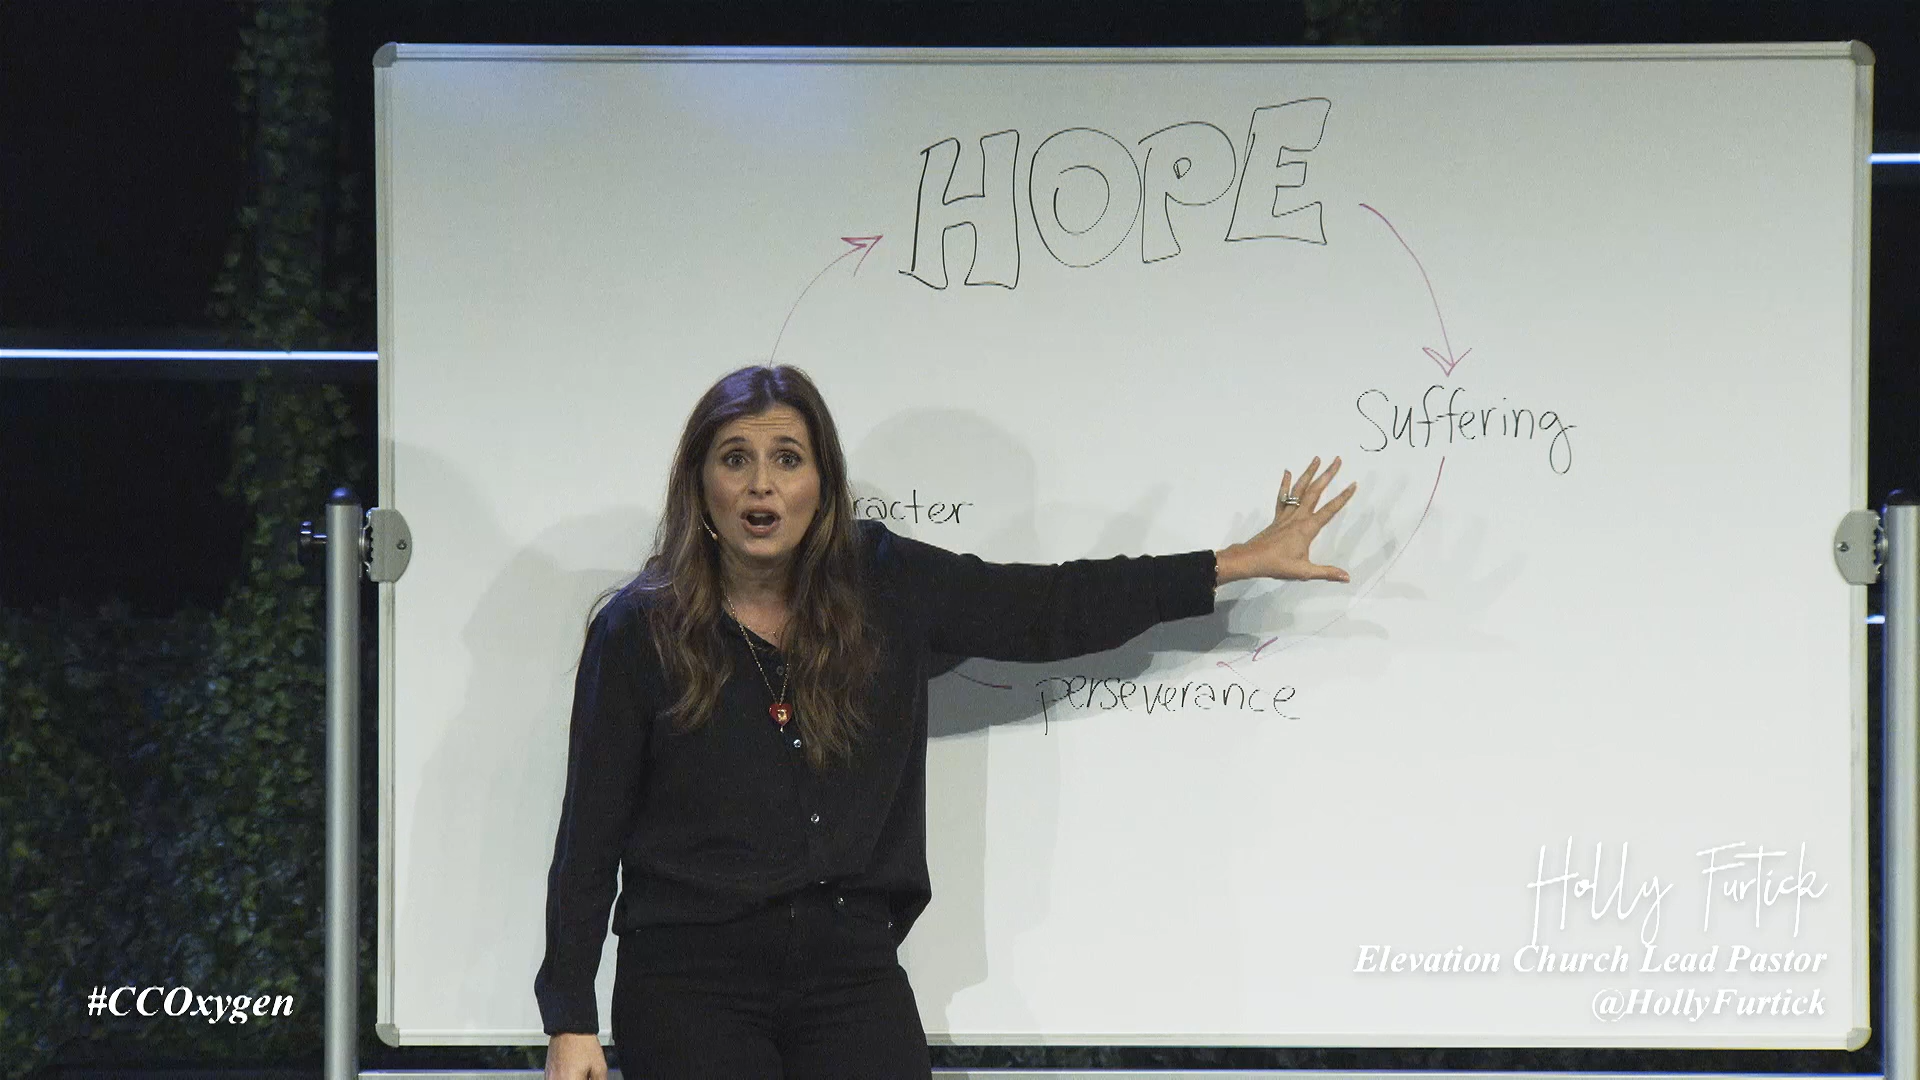 HOPE
Suffering
racter
perseverance
Holly Furtick
Elevation Church Lead Pastor
@HollyFurtick
#CCOxygen